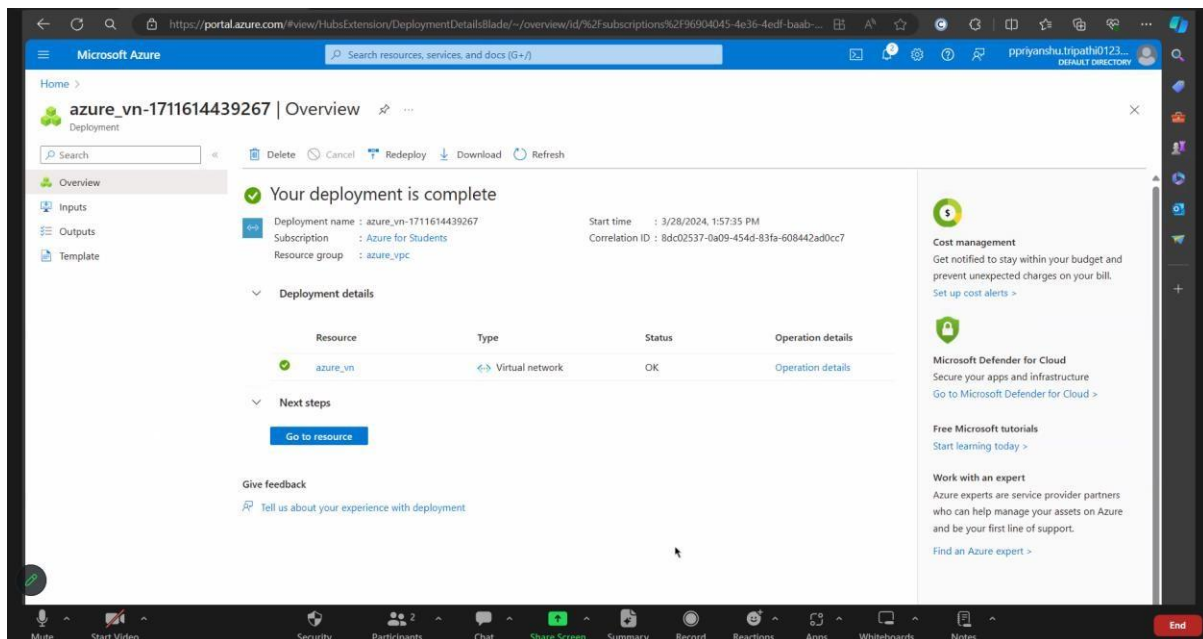 https://portal.azure.com/#view/HubsExtension/DeploymentDetailsBlade/~/overview/id/%2Fsubscriptions%2F96904045-4e36-4edf-baab-...
Microsoft Azure
Search resources, services, and docs (G+/)
2
ppriyanshu.tripathi0123...
DEFAULT DIRECTORY
Home >
azure_vn-1711614439267 | Overview
Deployment
Search
Delete Cancel Redeploy Download Refresh
Overview
Inputs
Outputs
Template
Your deployment is complete
Deployment name : azure_vn-1711614439267
Subscription : Azure for Students
Resource group : azure_vpc
Start time : 3/28/2024, 1:57:35 PM
Correlation ID : 8dc02537-0a09-454d-83fa-608442ad0cc7
Deployment details
Resource Type Status Operation details
azure_vn Virtual network OK Operation details
Next steps
Go to resource
Give feedback
Tell us about your experience with deployment
Cost management
Get notified to stay within your budget and
prevent unexpected charges on your bill.
Set up cost alerts >
Microsoft Defender for Cloud
Secure your apps and infrastructure
Go to Microsoft Defender for Cloud >
Free Microsoft tutorials
Start learning today >
Work with an expert
Azure experts are service provider partners
who can help manage your assets on Azure
and be your first line of support.
Find an Azure expert >
2
Mute Start Video Security Participants Chat Share Screen Summary Record Reactions Apps Whiteboards Notes
End